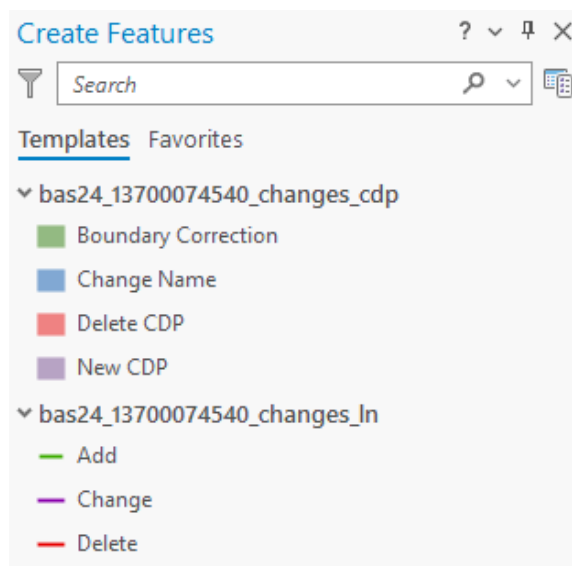 Create Features
?
Search
Templates Favorites
bas24_13700074540_changes_cdp
Boundary Correction
Change Name
Delete CDP
New CDP
bas24_13700074540_changes_ln
Add
Change
Delete